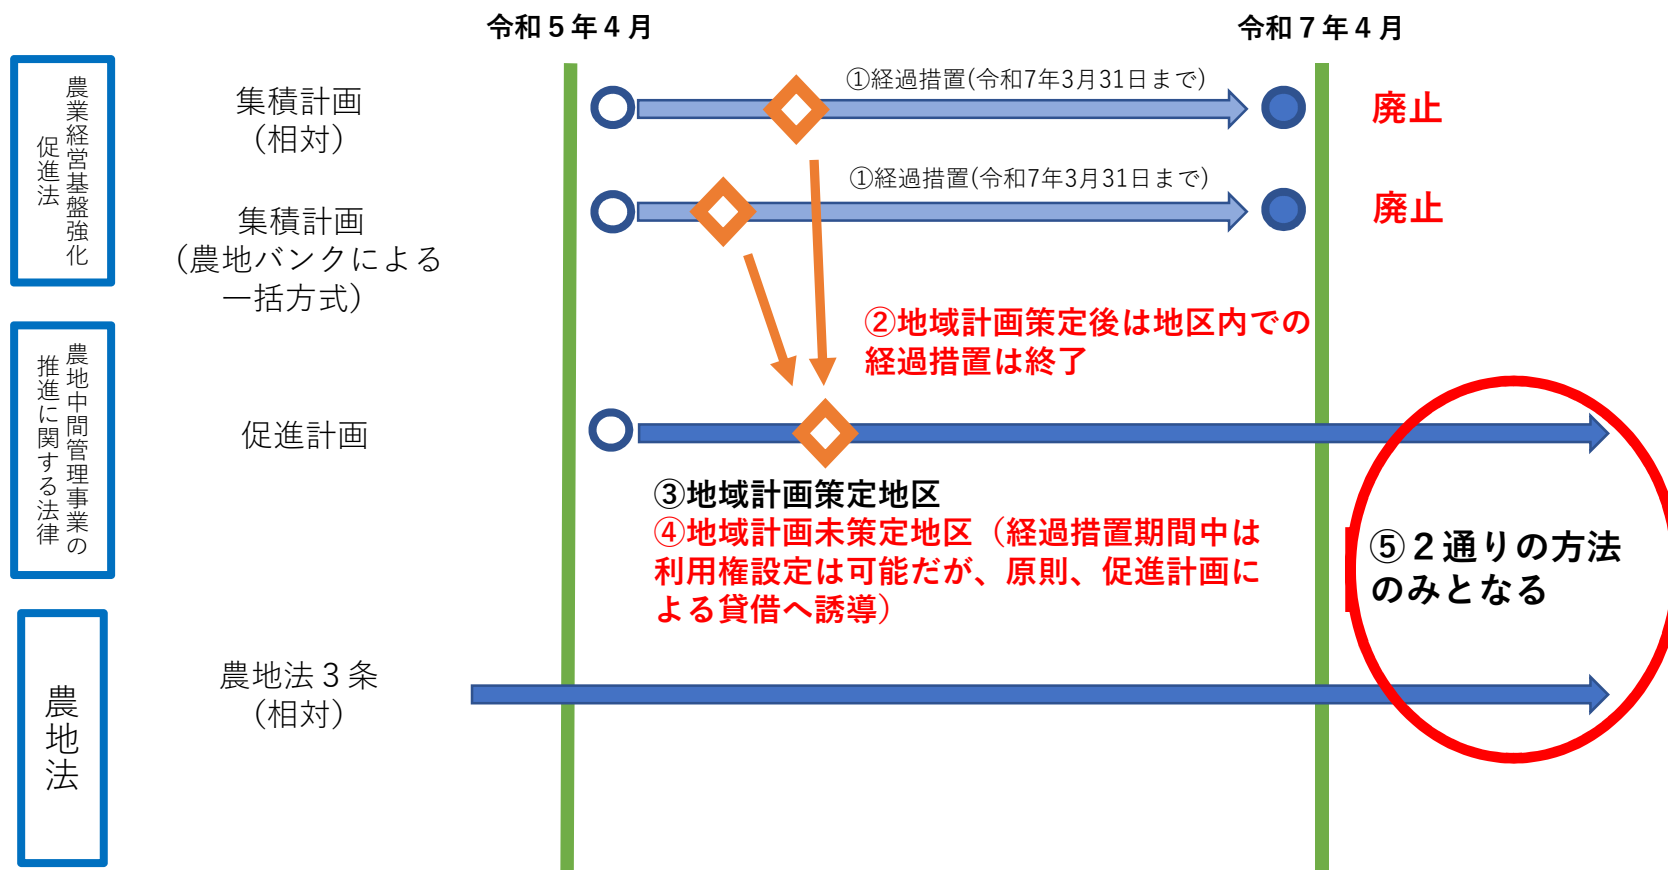 令和５年４月
令和７年４月
農業経営基盤強化
促進法
集積計画
（相対）
①経過措置(令和7年3月31日まで)
廃止
集積計画
（農地バンクによる
一括方式）
①経過措置(令和7年3月31日まで)
廃止
②地域計画策定後は地区内での
経過措置は終了
農地中間管理事業の
推進に関する法律
促進計画
③地域計画策定地区
④地域計画未策定地区（経過措置期間中は
利用権設定は可能だが、原則、促進計画に
よる貸借へ誘導）
⑤２通りの方法
のみとなる
農地法
農地法３条
（相対）